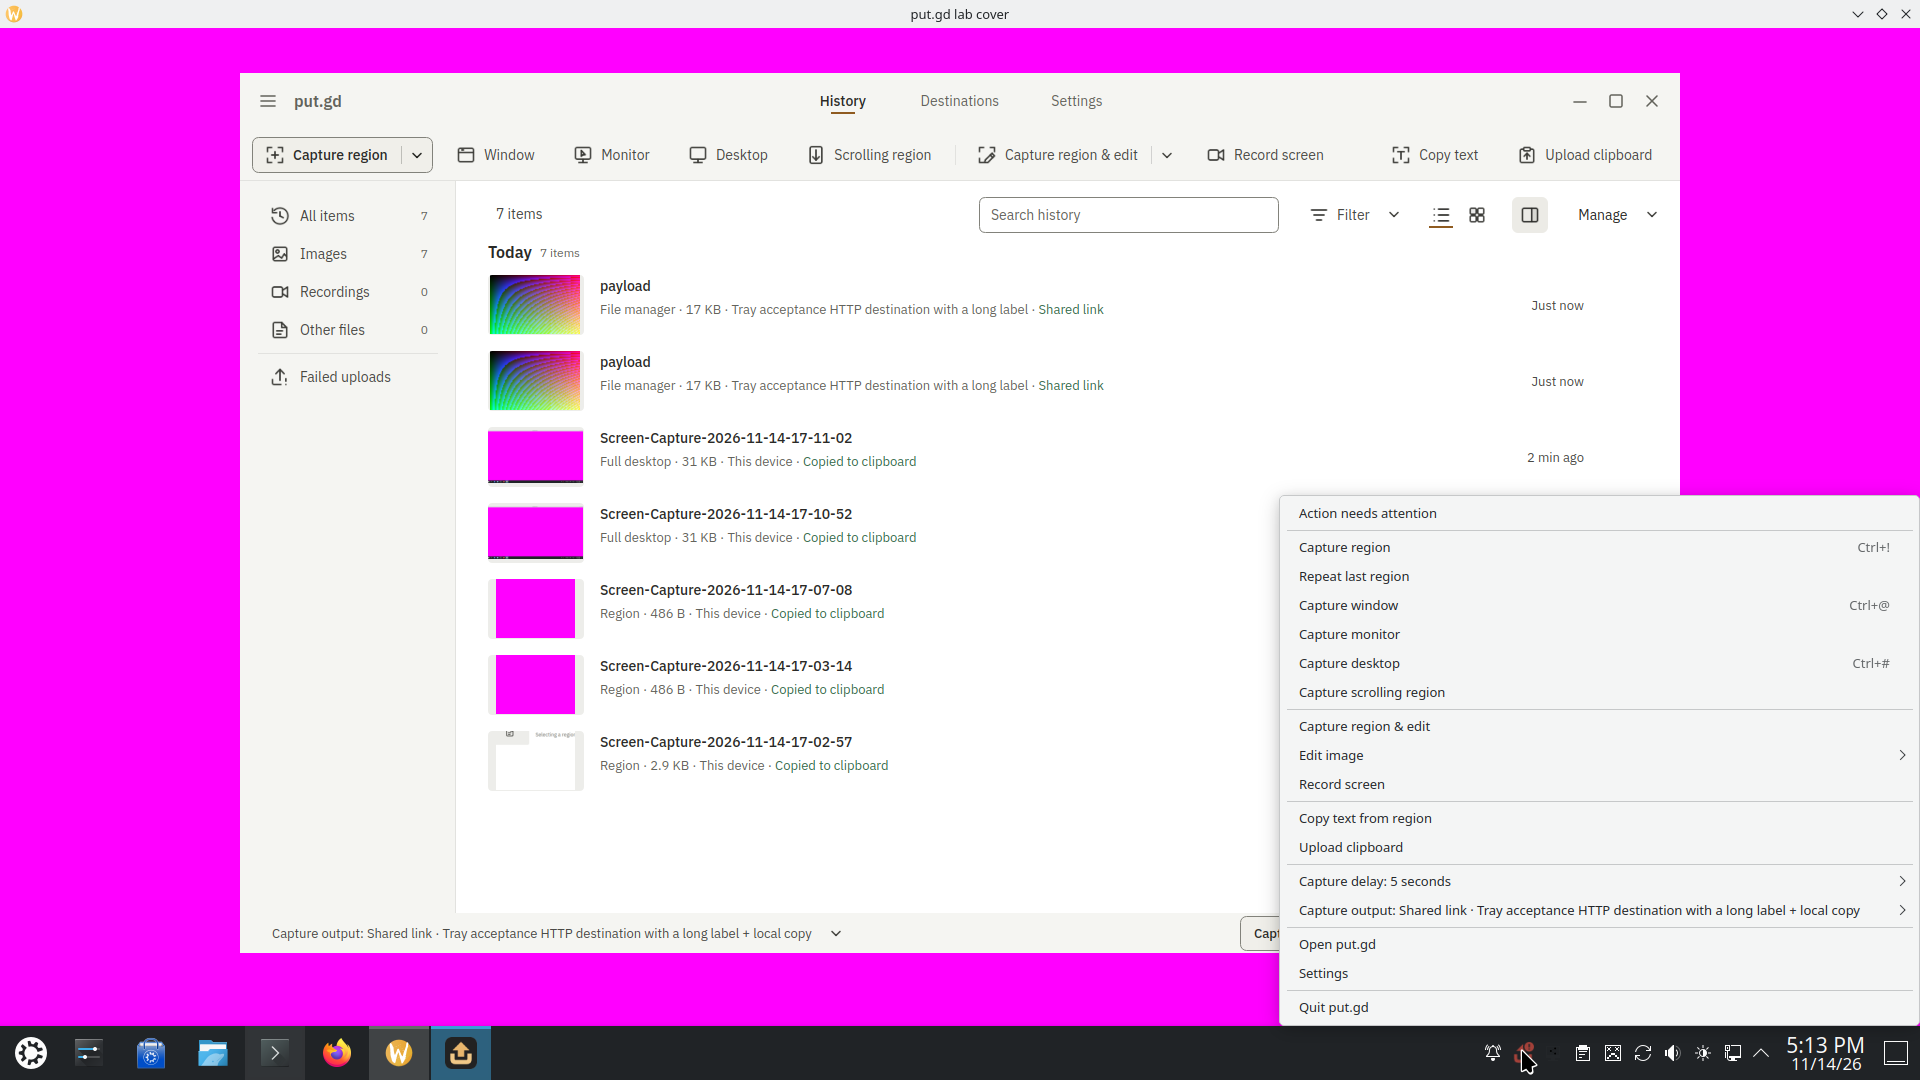 put.gd lab cover
put.gd
History
Destinations
Settings
Capture region
Window
Monitor
Desktop
Scrolling region
Capture region & edit
Record screen
Copy text
Upload clipboard
All items 7
Images 7
Recordings 0
Other files 0
Failed uploads
7 items
Search history
Filter
Manage
Today 7 items
payload
File manager · 17 KB · Tray acceptance HTTP destination with a long label · Shared link
Just now
payload
File manager · 17 KB · Tray acceptance HTTP destination with a long label · Shared link
Just now
Screen-Capture-2026-11-14-17-11-02
Full desktop · 31 KB · This device · Copied to clipboard
2 min ago
Screen-Capture-2026-11-14-17-10-52
Full desktop · 31 KB · This device · Copied to clipboard
Screen-Capture-2026-11-14-17-07-08
Region · 486 B · This device · Copied to clipboard
Screen-Capture-2026-11-14-17-03-14
Region · 486 B · This device · Copied to clipboard
Selecting a region
Screen-Capture-2026-11-14-17-02-57
Region · 2.9 KB · This device · Copied to clipboard
Capture output: Shared link · Tray acceptance HTTP destination with a long label + local copy
Capt
Action needs attention
Capture region Ctrl+!
Repeat last region
Capture window Ctrl+@
Capture monitor
Capture desktop Ctrl+#
Capture scrolling region
Capture region & edit
Edit image
Record screen
Copy text from region
Upload clipboard
Capture delay: 5 seconds
Capture output: Shared link · Tray acceptance HTTP destination with a long label + local copy
Open put.gd
Settings
Quit put.gd
5:13 PM
11/14/26